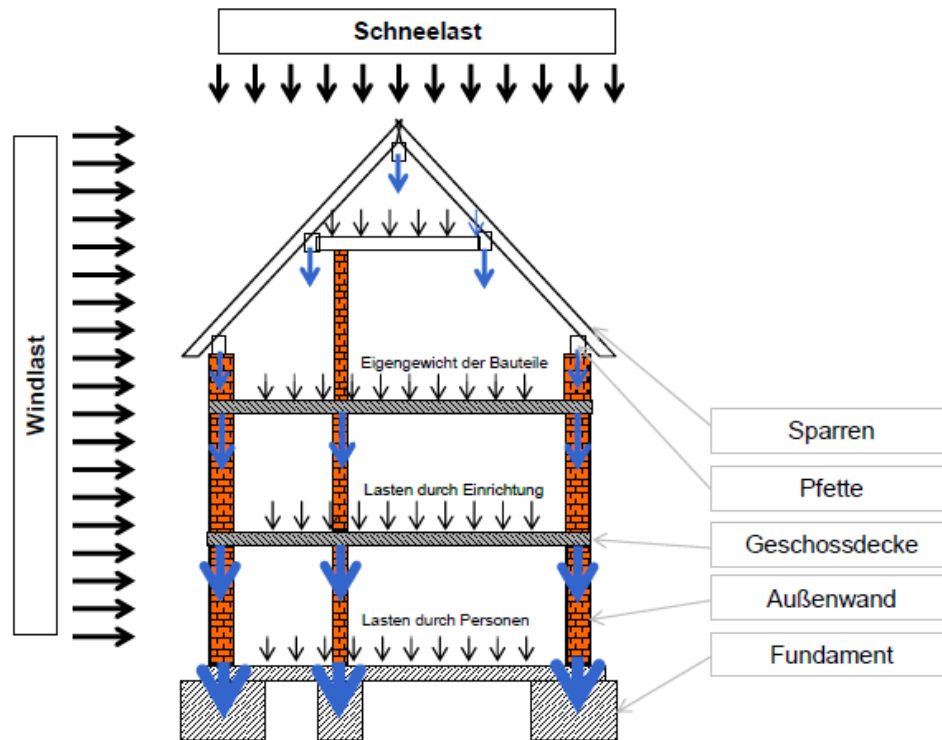 Schneelast
Windlast
Eigengewicht der Bauteile
Lasten durch Einrichtung
Lasten durch Personen
Sparren
Pfette
Geschossdecke
Außenwand
Fundament